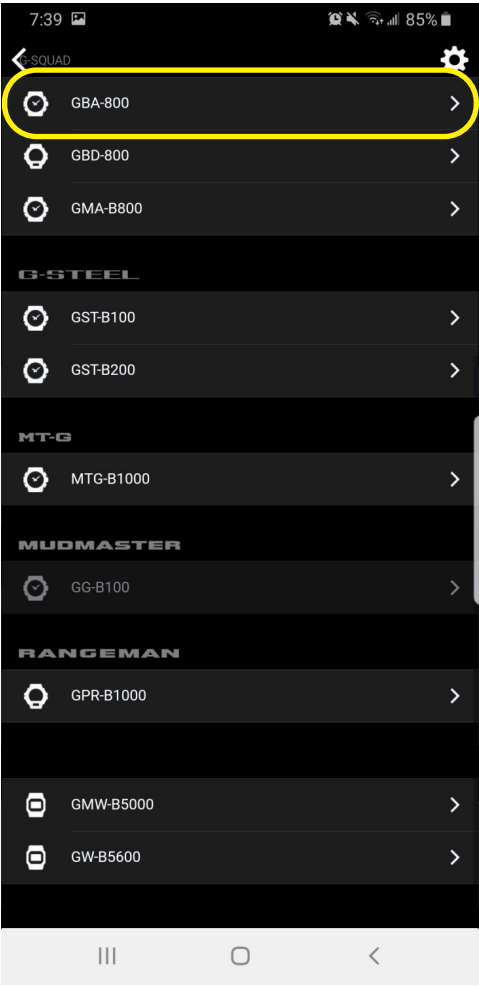 7:39 85%
G-SQUAD
GBA-800
GBD-800
GMA-B800
G-STEEL
GST-B100
GST-B200
MT-G
MTG-B1000
MUDMASTER
GG-B100
RANGEMAN
GPR-B1000
GMW-B5000
GW-B5600